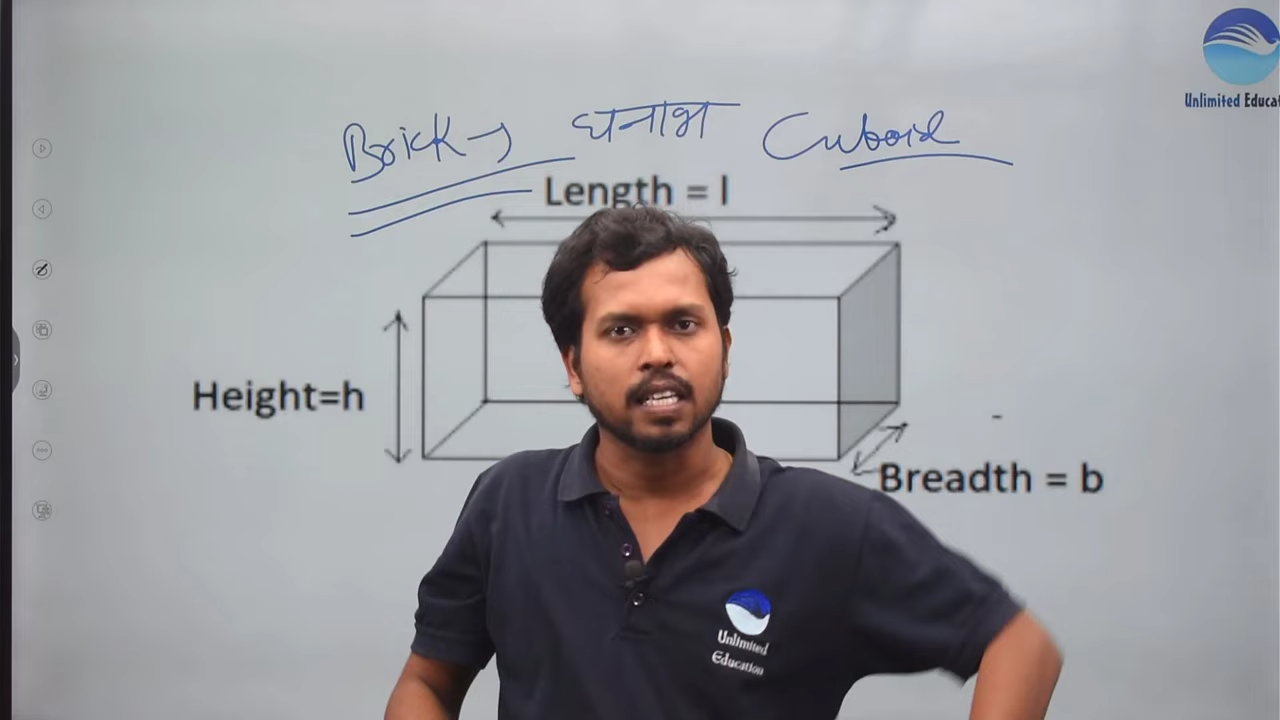 Unlimited Educat
Brick → घनाभ Cuboid
Length = l
Height=h
Breadth = b
Unlimited
Education